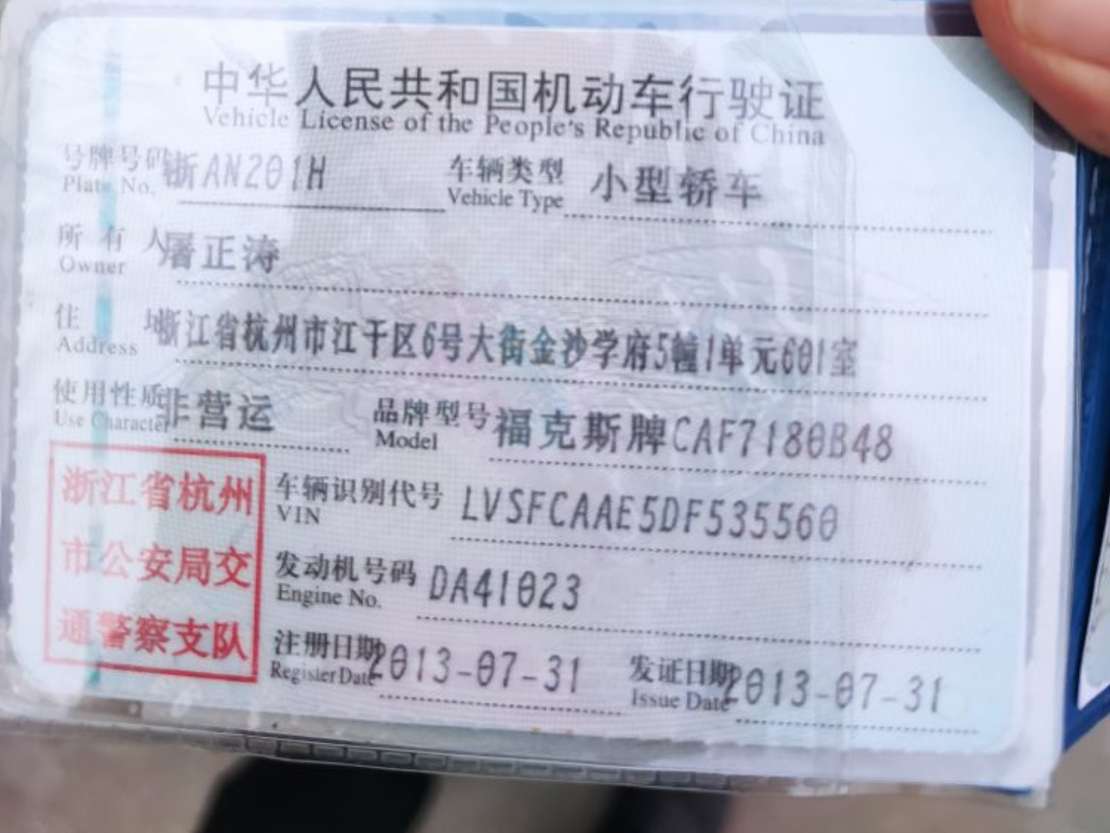 中华人民共和国机动车行驶证
Vehicle License of the People's Republic of China
号牌号码 浙AN201H 车辆类型 小型轿车
Plate No. Vehicle Type
所有人 屠正涛
Owner
住址 浙江省杭州市江干区6号大街金沙学府5幢1单元601室
Address
使用性质 非营运 品牌型号 福克斯牌CAF7180B48
Use Character Model
浙江省杭州
市公安局交
通警察支队
车辆识别代号 LVSFCAAE5DF535560
VIN
发动机号码 DA41023
Engine No.
注册日期 2013-07-31 发证日期 2013-07-31
Register Date Issue Date